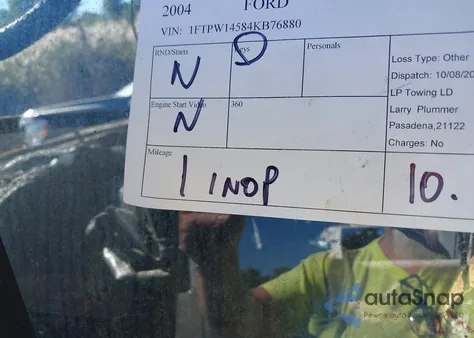 2004 FORD
VIN: 1FTPW14584KB76880
RND/Starts Keys Personals
N
Loss Type: Other
Dispatch: 10/08/20
LP Towing LD
Engine Start Video 360
N
Larry Plummer
Pasadena,21122
Charges: No
Mileage
1 INOP 10.
autoSnap